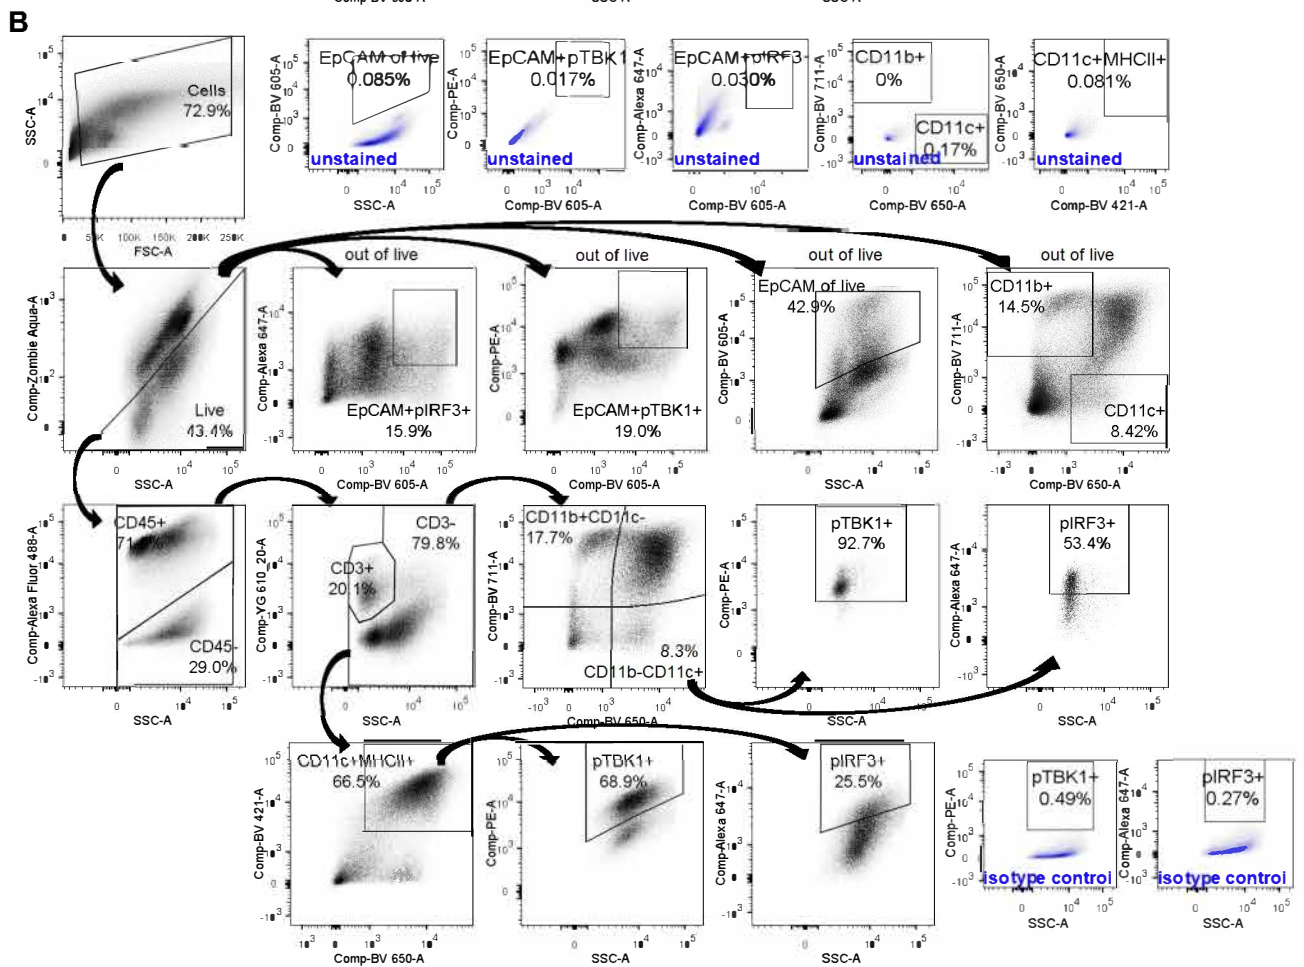 B
Cells
72.9%
SSC-A
FSC-A
EpCAM of live
0.085%
unstained
Comp-BV 605-A
SSC-A
EpCAM+pTBK1
0.017%
unstained
Comp-PE-A
Comp-BV 605-A
EpCAM+pIRF3
0.030%
unstained
Comp-Alexa 647-A
Comp-BV 605-A
CD11b+
0%
CD11c+
0.17%
unstained
Comp-BV 711-A
Comp-BV 650-A
CD11c+MHCII+
0.081%
unstained
Comp-BV 650-A
Comp-BV 421-A
Live
43.4%
Comp-Zombie Aqua-A
SSC-A
out of live
EpCAM+pIRF3+
15.9%
Comp-Alexa 647-A
Comp-BV 605-A
out of live
EpCAM+pTBK1+
19.0%
Comp-PE-A
Comp-BV 605-A
out of live
EpCAM of live
42.9%
Comp-BV 605-A
SSC-A
out of live
CD11b+
14.5%
CD11c+
8.42%
Comp-BV 711-A
Comp-BV 650-A
CD45+
CD45-
29.0%
Comp-Alexa Fluor 488-A
SSC-A
CD3-
79.8%
CD3+
20.1%
Comp-YG 610_20-A
SSC-A
CD11b+CD11c-
17.7%
8.3%
CD11b-CD11c+
Comp-BV 711-A
Comp-BV 650-A
pTBK1+
92.7%
Comp-PE-A
SSC-A
pIRF3+
53.4%
Comp-Alexa 647-A
SSC-A
CD11c+MHCII+
66.5%
Comp-BV 421-A
Comp-BV 650-A
pTBK1+
68.9%
Comp-PE-A
SSC-A
pIRF3+
25.5%
Comp-Alexa 647-A
SSC-A
pTBK1+
0.49%
isotype control
Comp-PE-A
SSC-A
pIRF3+
0.27%
isotype control
Comp-Alexa 647-A
SSC-A